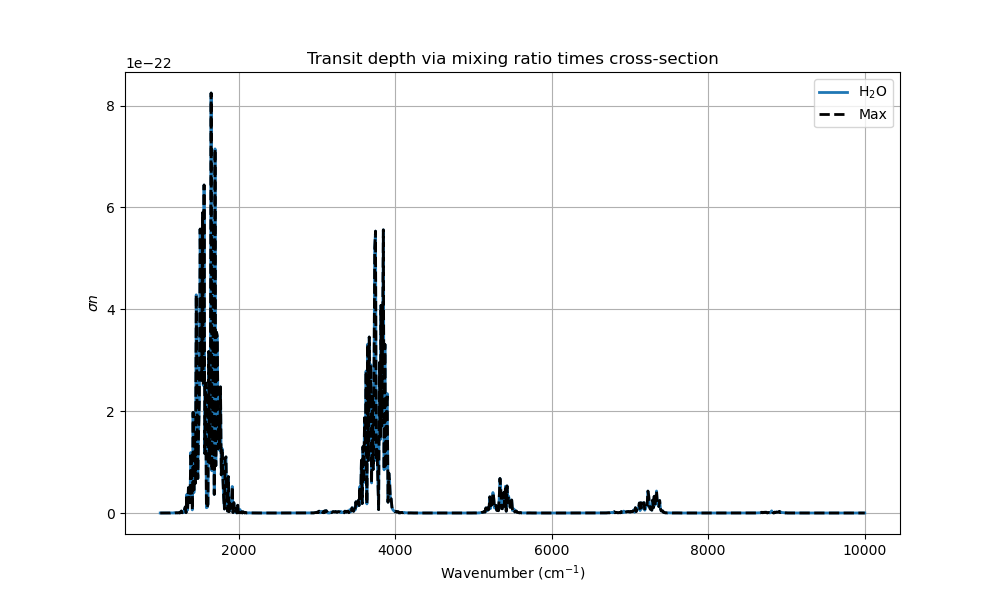 Transit depth via mixing ratio times cross-section
1e−22
H₂O
Max
8
6
4
2
0
σn
2000 4000 6000 8000 10000
Wavenumber (cm⁻¹)